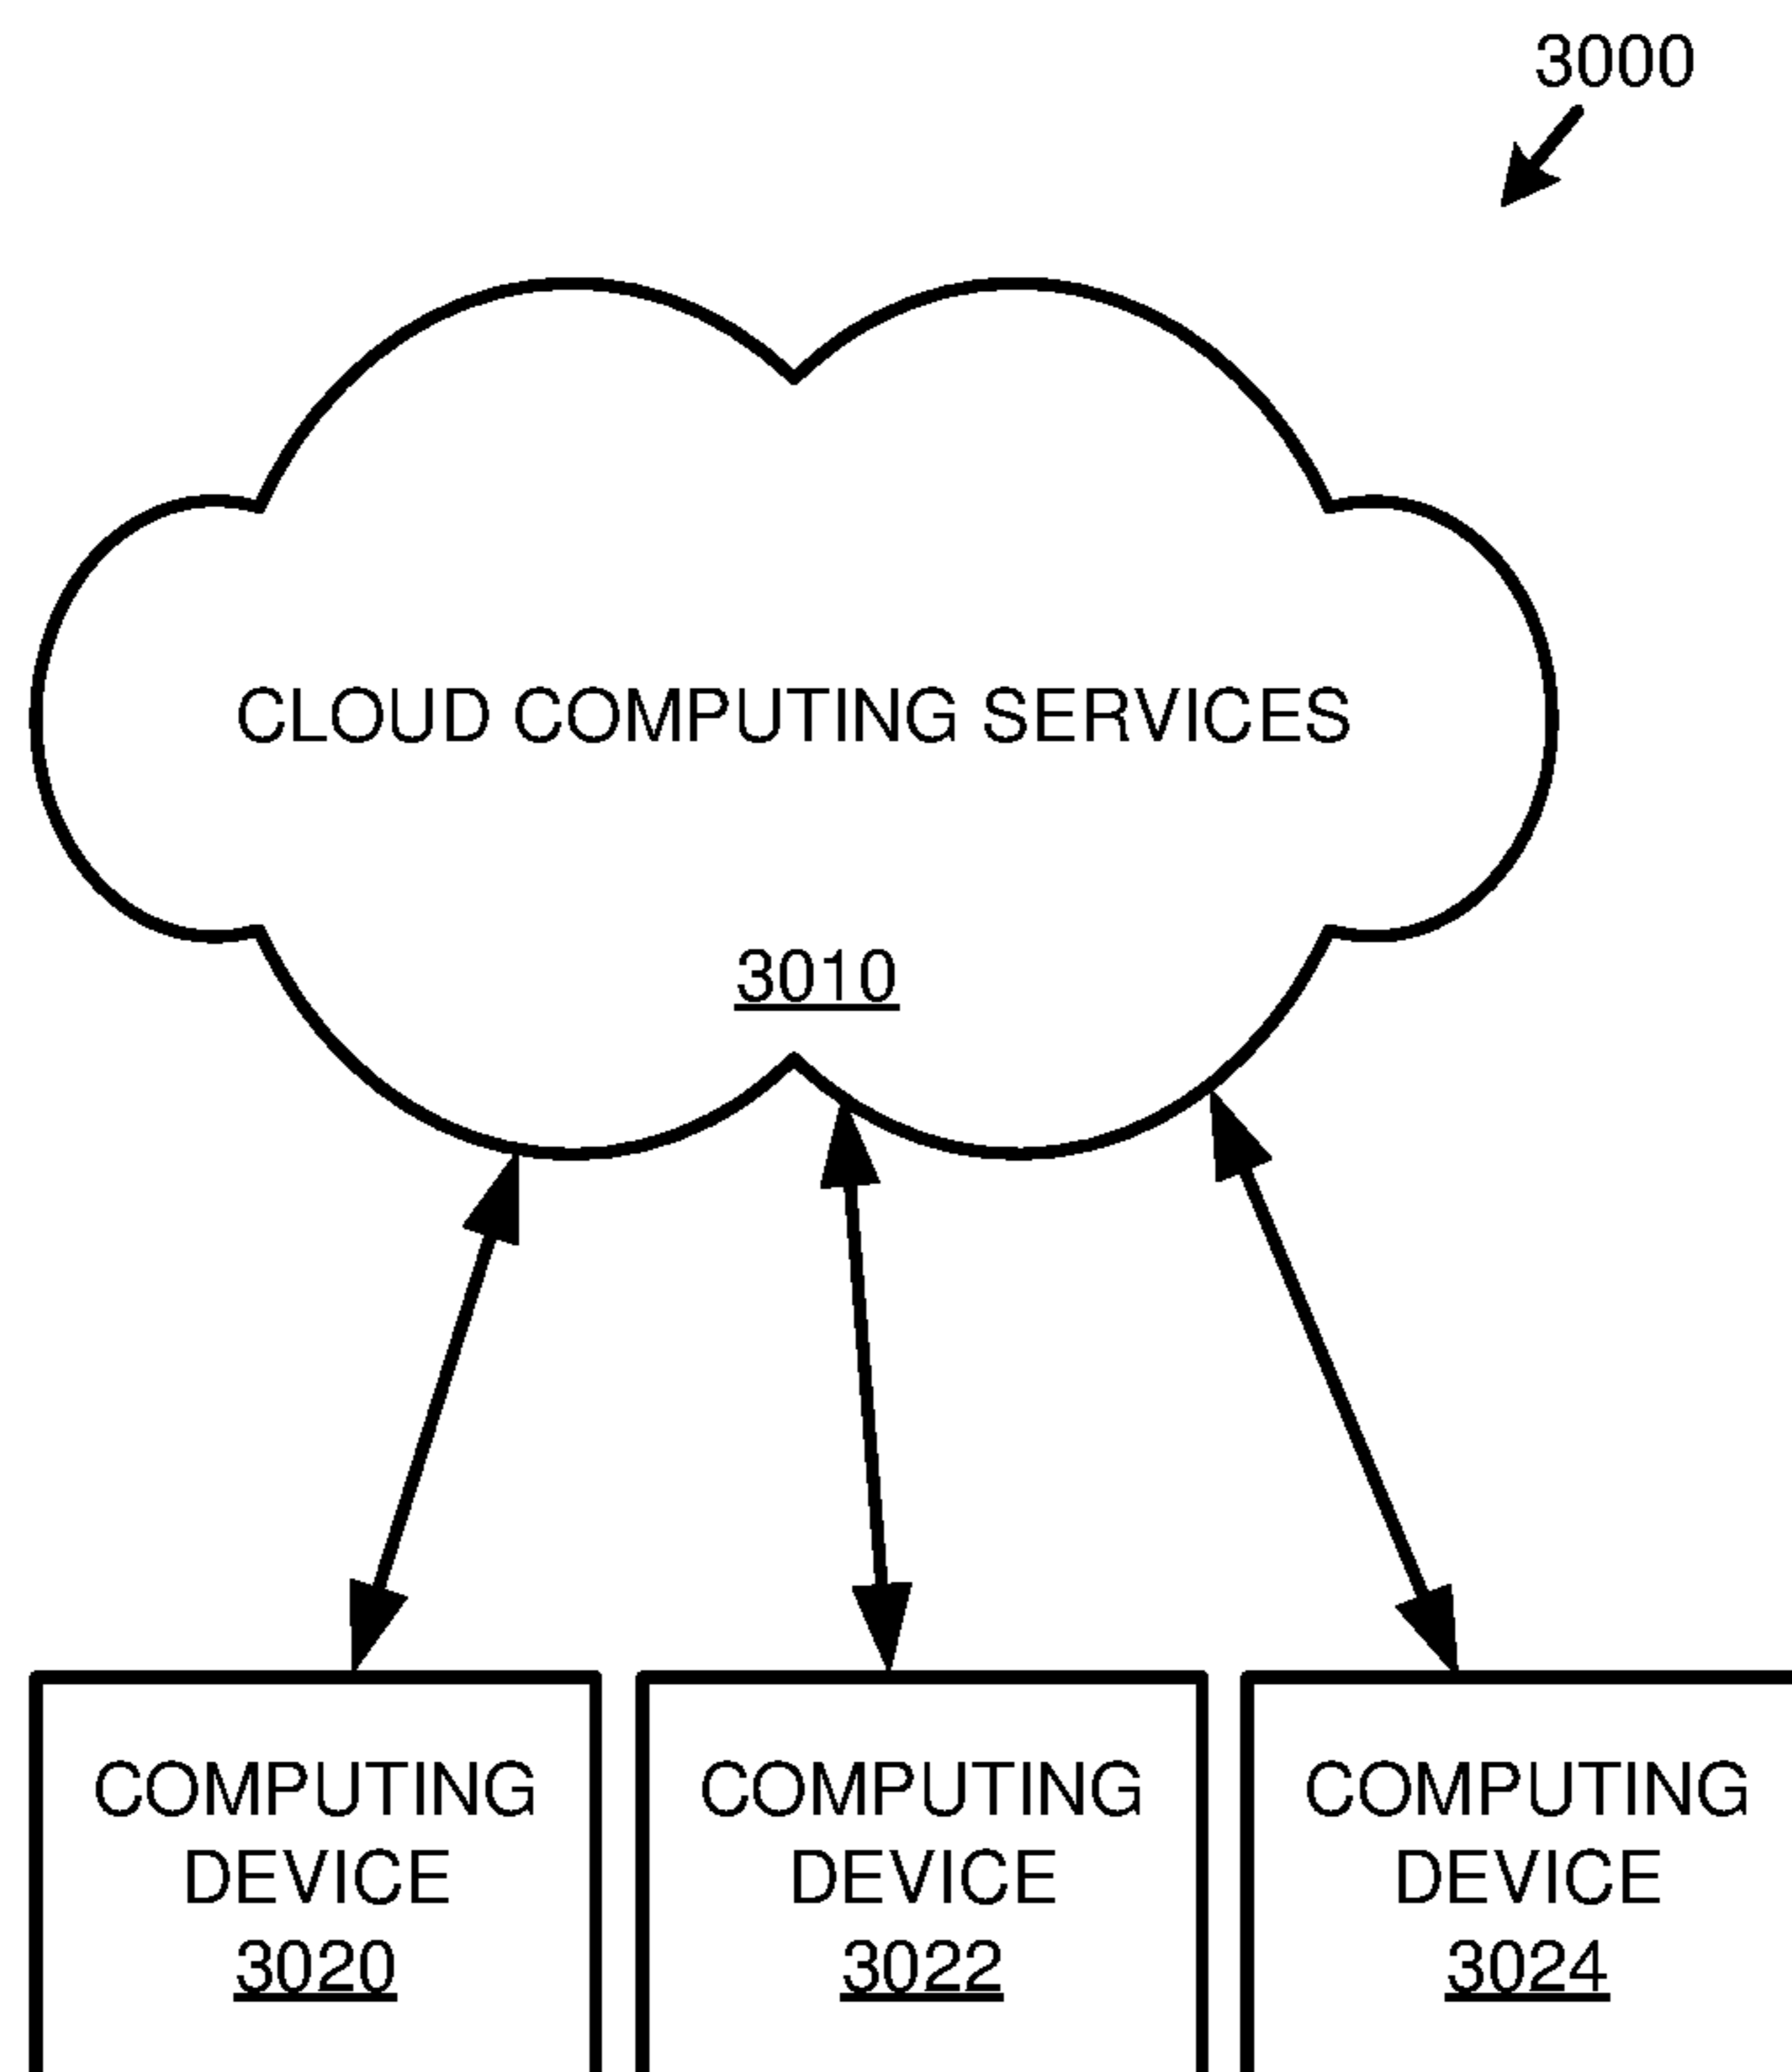 3000
CLOUD COMPUTING SERVICES
3010
COMPUTING
DEVICE
3020
COMPUTING
DEVICE
3022
COMPUTING
DEVICE
3024